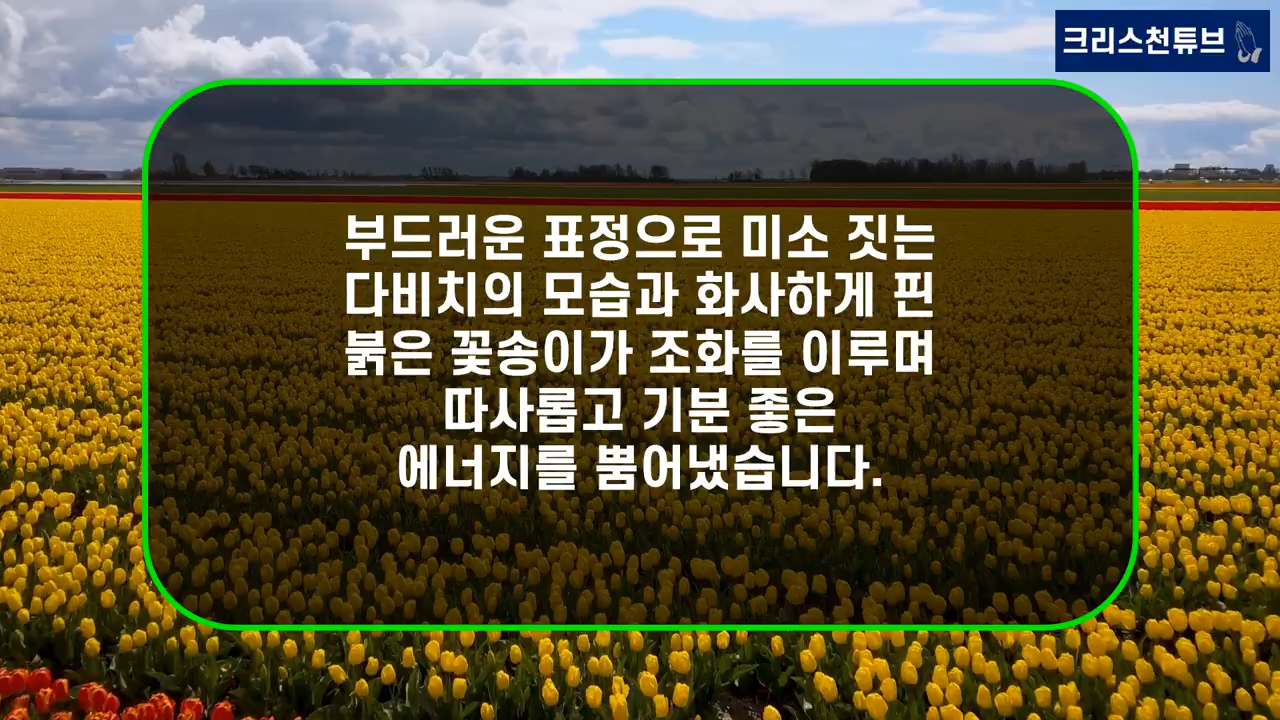 크리스천튜브
부드러운 표정으로 미소 짓는
다비치의 모습과 화사하게 핀
붉은 꽃송이가 조화를 이루며
따사롭고 기분 좋은
에너지를 뿜어냈습니다.